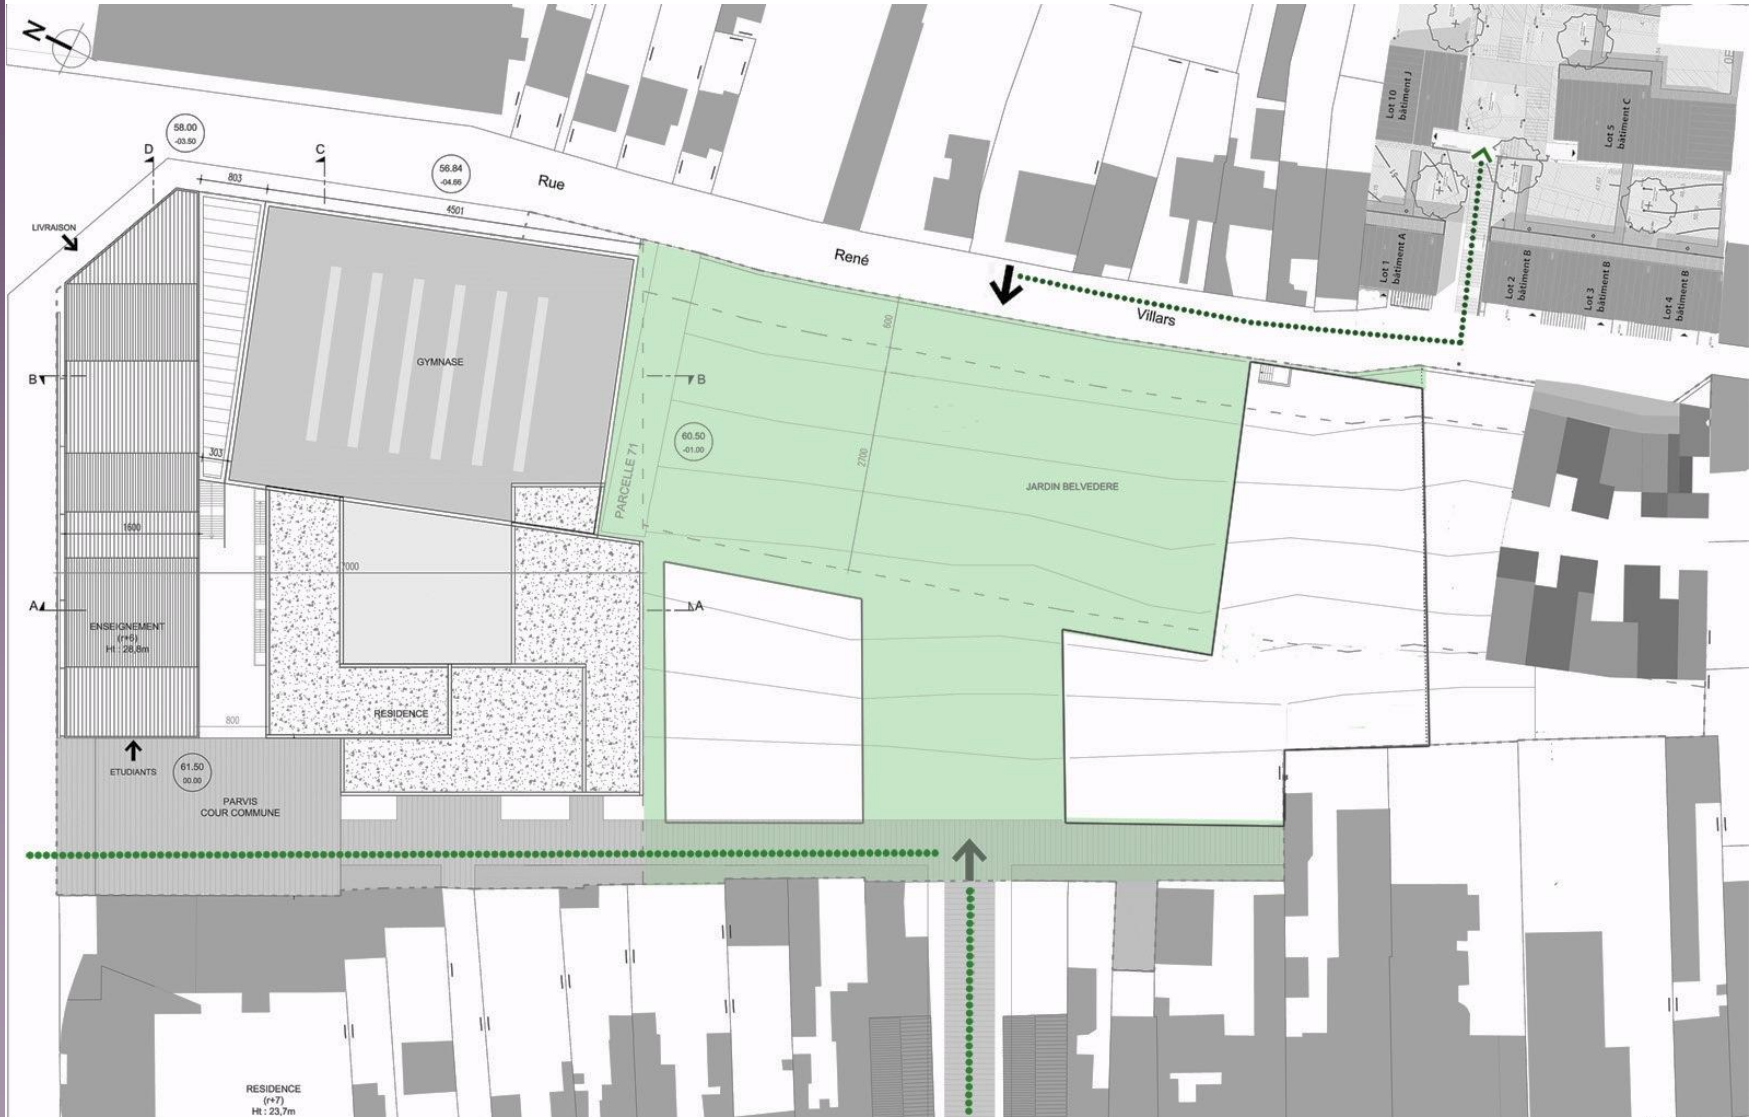 N
58.00
-03.50
D
C
56.84
-04.66
803
4501
Rue
René
Villars
LIVRAISON
Lot 10
bâtiment J
Lot 5
bâtiment C
Lot 1
bâtiment A
Lot 2
bâtiment B
Lot 3
bâtiment B
Lot 4
bâtiment B
GYMNASE
B
B
600
2700
303
PARCELLE 71
60.50
-01.00
JARDIN BELVEDERE
1600
7000
A
A
ENSEIGNEMENT
(r+6)
Ht : 28,8m
RESIDENCE
800
ETUDIANTS
61.50
00.00
PARVIS
COUR COMMUNE
RESIDENCE
(r+7)
Ht : 23,7m